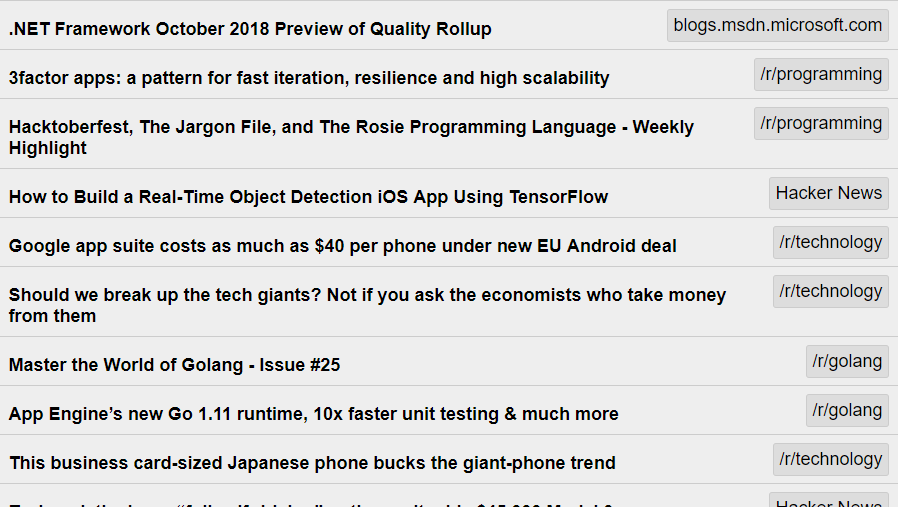 .NET Framework October 2018 Preview of Quality Rollup blogs.msdn.microsoft.com
3factor apps: a pattern for fast iteration, resilience and high scalability /r/programming
Hacktoberfest, The Jargon File, and The Rosie Programming Language - Weekly /r/programming
Highlight
How to Build a Real-Time Object Detection iOS App Using TensorFlow Hacker News
Google app suite costs as much as $40 per phone under new EU Android deal /r/technology
Should we break up the tech giants? Not if you ask the economists who take money /r/technology
from them
Master the World of Golang - Issue #25 /r/golang
App Engine’s new Go 1.11 runtime, 10x faster unit testing & much more /r/golang
This business card-sized Japanese phone bucks the giant-phone trend /r/technology
Hacker News